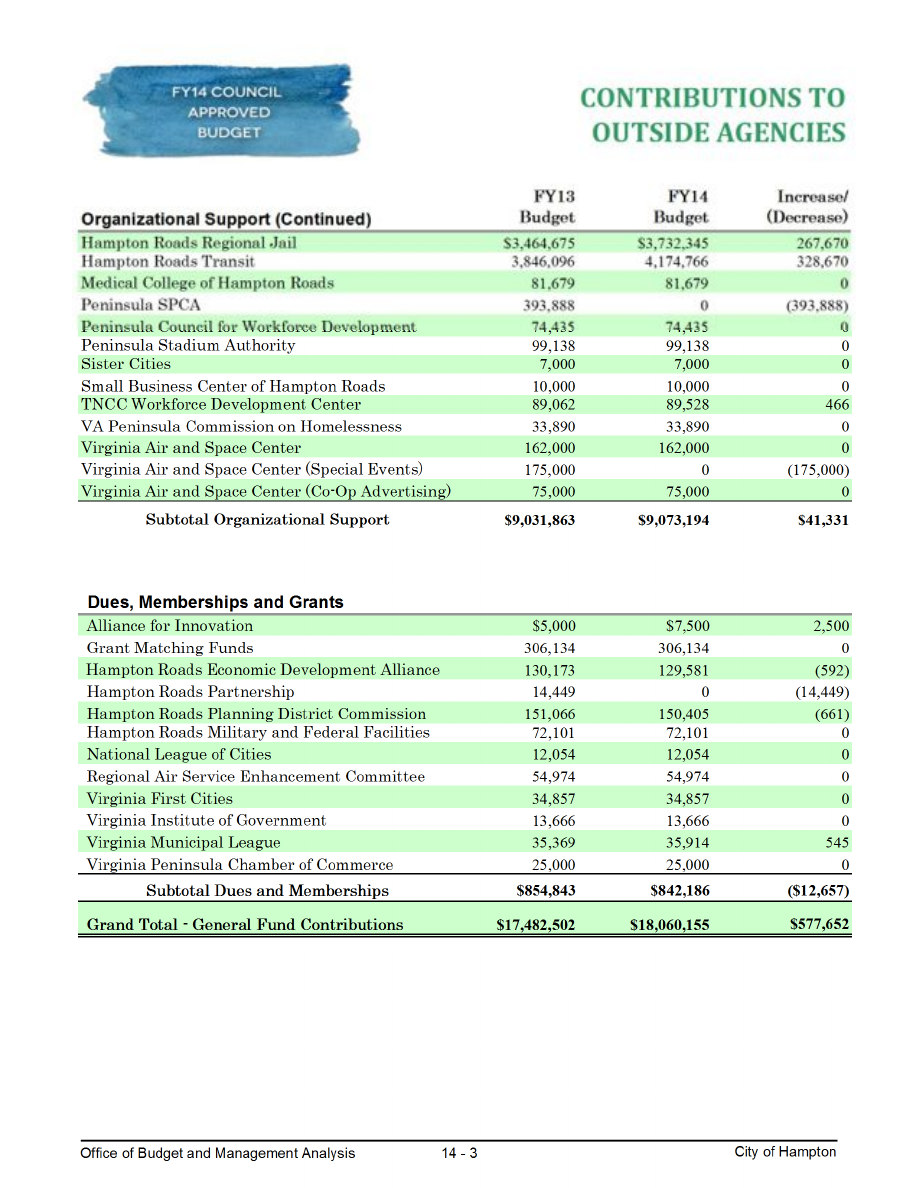 FY14 COUNCIL
APPROVED
BUDGET
CONTRIBUTIONS TO
OUTSIDE AGENCIES
Organizational Support (Continued) FY13 Budget FY14 Budget Increase/ (Decrease)
Hampton Roads Regional Jail $3,464,675 $3,732,345 267,670
Hampton Roads Transit 3,846,096 4,174,766 328,670
Medical College of Hampton Roads 81,679 81,679 0
Peninsula SPCA 393,888 0 (393,888)
Peninsula Council for Workforce Development 74,435 74,435 0
Peninsula Stadium Authority 99,138 99,138 0
Sister Cities 7,000 7,000 0
Small Business Center of Hampton Roads 10,000 10,000 0
TNCC Workforce Development Center 89,062 89,528 466
VA Peninsula Commission on Homelessness 33,890 33,890 0
Virginia Air and Space Center 162,000 162,000 0
Virginia Air and Space Center (Special Events) 175,000 0 (175,000)
Virginia Air and Space Center (Co-Op Advertising) 75,000 75,000 0
Subtotal Organizational Support $9,031,863 $9,073,194 $41,331
Dues, Memberships and Grants
Alliance for Innovation $5,000 $7,500 2,500
Grant Matching Funds 306,134 306,134 0
Hampton Roads Economic Development Alliance 130,173 129,581 (592)
Hampton Roads Partnership 14,449 0 (14,449)
Hampton Roads Planning District Commission 151,066 150,405 (661)
Hampton Roads Military and Federal Facilities 72,101 72,101 0
National League of Cities 12,054 12,054 0
Regional Air Service Enhancement Committee 54,974 54,974 0
Virginia First Cities 34,857 34,857 0
Virginia Institute of Government 13,666 13,666 0
Virginia Municipal League 35,369 35,914 545
Virginia Peninsula Chamber of Commerce 25,000 25,000 0
Subtotal Dues and Memberships $854,843 $842,186 ($12,657)
Grand Total - General Fund Contributions $17,482,502 $18,060,155 $577,652
Office of Budget and Management Analysis 14 - 3 City of Hampton